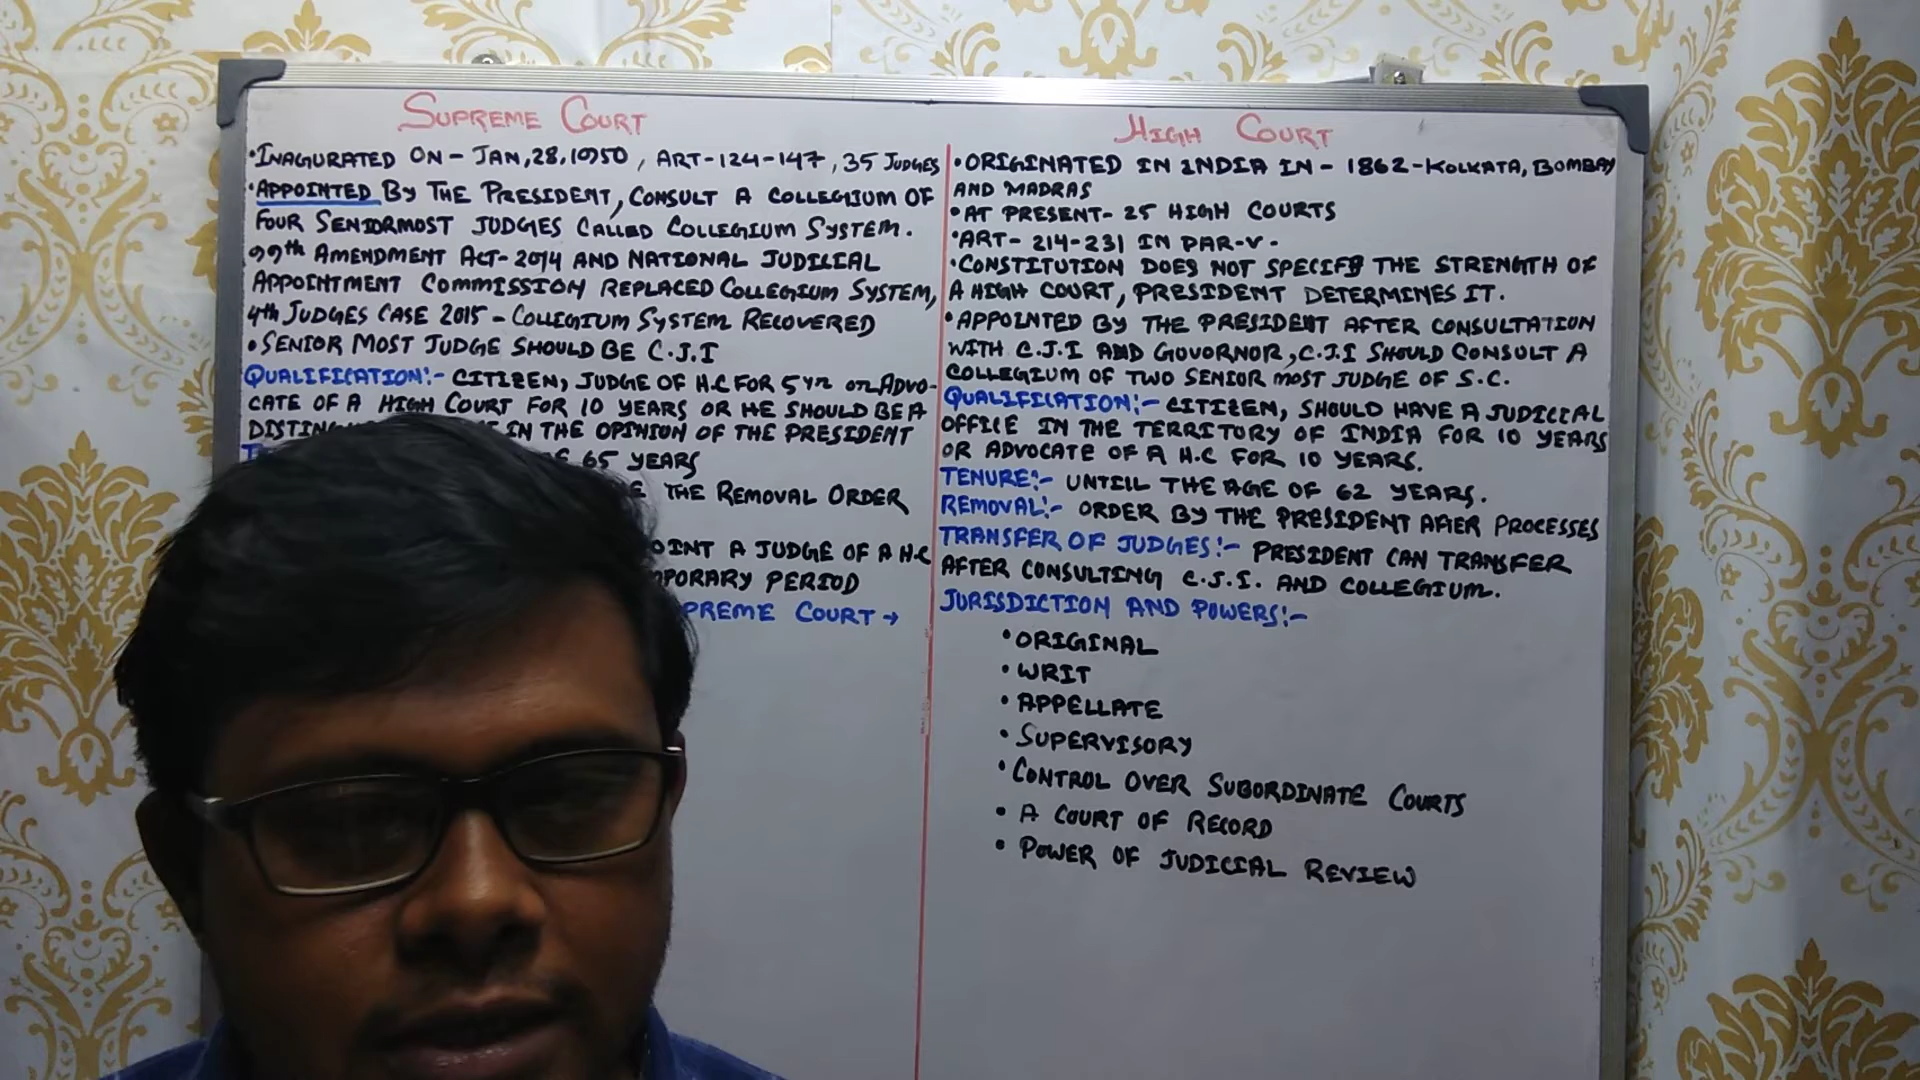 SUPREME COURT
• INAGURATED ON - JAN, 28, 1950, ART-124-147, 35 JUDGES
• APPOINTED BY THE PRESIDENT, CONSULT A COLLEGIUM OF
FOUR SENIORMOST JUDGES CALLED COLLEGIUM SYSTEM.
99th AMENDMENT ACT-2014 AND NATIONAL JUDICIAL
APPOINTMENT COMMISSION REPLACED COLLEGIUM SYSTEM,
4th JUDGES CASE 2015 - COLLEGIUM SYSTEM RECOVERED
• SENIOR MOST JUDGE SHOULD BE C.J.I
QUALIFICATION:- CITIZEN, JUDGE OF H.C FOR 5 YR OR ADVO-
CATE OF A HIGH COURT FOR 10 YEARS OR HE SHOULD BE A
IN THE OPINION OF THE PRESIDENT
65 YEARS
THE REMOVAL ORDER
A JUDGE OF A H.C
PERIOD
COURT →
HIGH COURT
• ORIGINATED IN INDIA IN - 1862 - KOLKATA, BOMBAY
AND MADRAS
• AT PRESENT - 25 HIGH COURTS
• ART - 214-231 IN PAR-V -
• CONSTITUTION DOES NOT SPECIFY THE STRENGTH OF
A HIGH COURT, PRESIDENT DETERMINES IT.
• APPOINTED BY THE PRESIDENT AFTER CONSULTATION
WITH C.J.I AND GUVORNOR, C.J.I SHOULD CONSULT A
COLLEGIUM OF TWO SENIOR MOST JUDGE OF S.C.
QUALIFICATION:- CITIZEN, SHOULD HAVE A JUDICIAL
OFFICE IN THE TERRITORY OF INDIA FOR 10 YEARS
OR ADVOCATE OF A H.C FOR 10 YEARS.
TENURE:- UNTIIL THE AGE OF 62 YEARS.
REMOVAL:- ORDER BY THE PRESIDENT AFTER PROCESSES
TRANSFER OF JUDGES:- PRESIDENT CAN TRANSFER
AFTER CONSULTING C.J.I. AND COLLEGIUM.
JURISDICTION AND POWERS:-
• ORIGINAL
• WRIT
• APPELLATE
• SUPERVISORY
• CONTROL OVER SUBORDINATE COURTS
• A COURT OF RECORD
• POWER OF JUDICIAL REVIEW